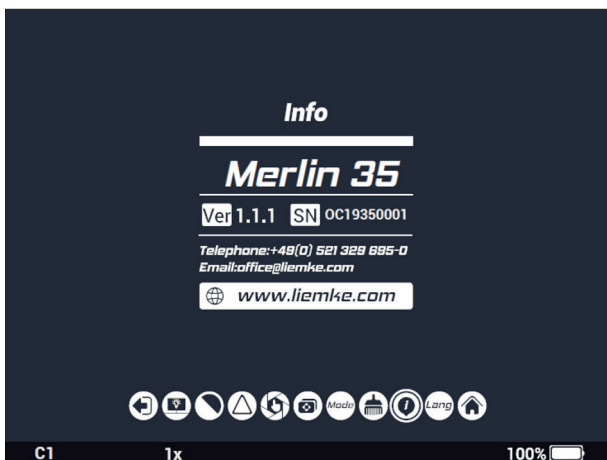 Info
Merlin 35
Ver 1.1.1 SN OC19350001
Telephone:+49(0) 521 329 695-0
Email:office@liemke.com
www.liemke.com
Mode i Lang
C1 1x 100%